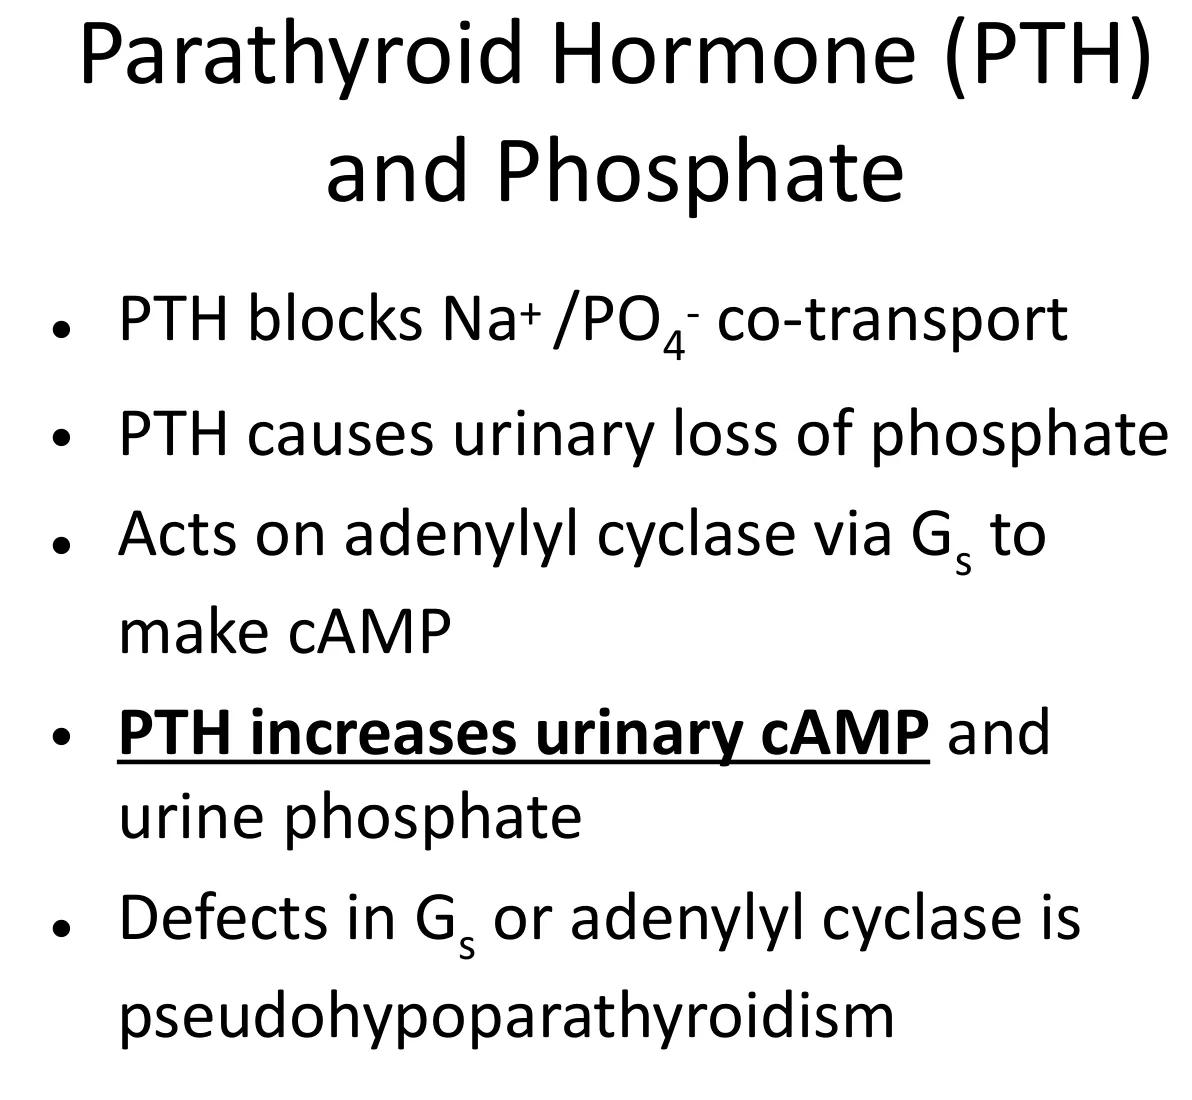 Parathyroid Hormone (PTH)
and Phosphate
• PTH blocks Na⁺ /PO₄⁻ co-transport
• PTH causes urinary loss of phosphate
• Acts on adenylyl cyclase via Gₛ to
make cAMP
• PTH increases urinary cAMP and
urine phosphate
• Defects in Gₛ or adenylyl cyclase is
pseudohypoparathyroidism